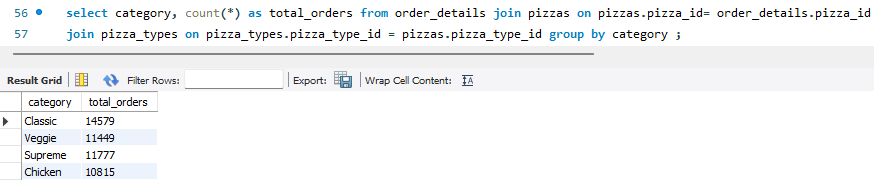 56 select category, count(*) as total_orders from order_details join pizzas on pizzas.pizza_id= order_details.pizza_id
57 join pizza_types on pizza_types.pizza_type_id = pizzas.pizza_type_id group by category ;
Result Grid Filter Rows: Export: Wrap Cell Content:
category total_orders
Classic 14579
Veggie 11449
Supreme 11777
Chicken 10815